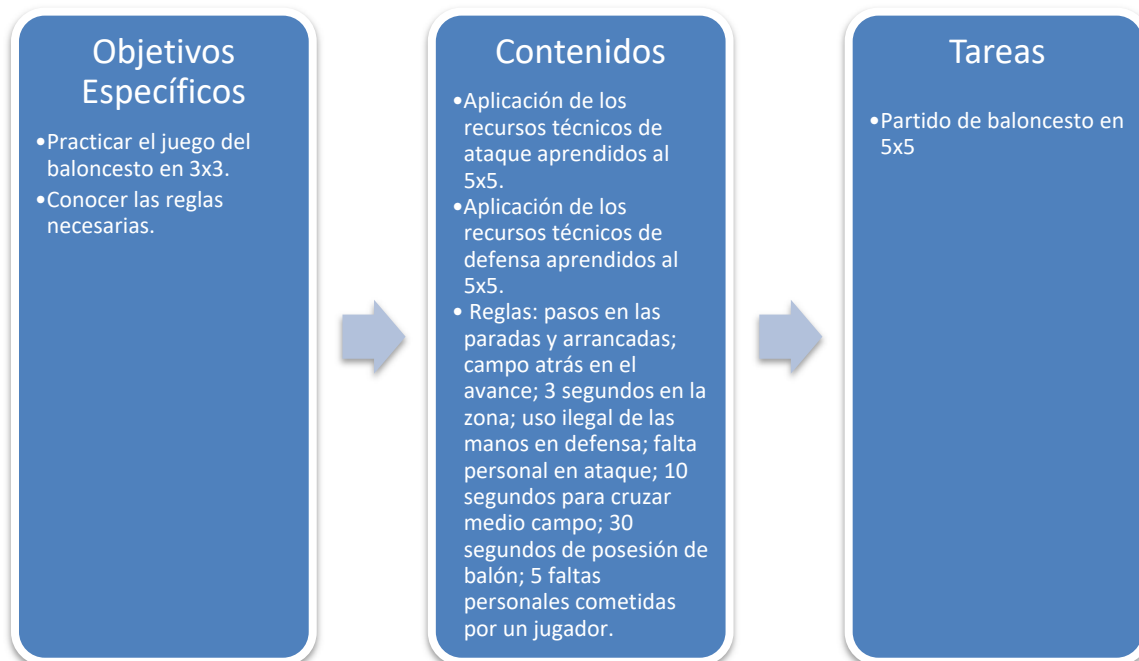 Objetivos
Específicos
•Practicar el juego del
baloncesto en 3x3.
•Conocer las reglas
necesarias.
Contenidos
•Aplicación de los
recursos técnicos de
ataque aprendidos al
5x5.
•Aplicación de los
recursos técnicos de
defensa aprendidos al
5x5.
• Reglas: pasos en las
paradas y arrancadas;
campo atrás en el
avance; 3 segundos en la
zona; uso ilegal de las
manos en defensa; falta
personal en ataque; 10
segundos para cruzar
medio campo; 30
segundos de posesión de
balón; 5 faltas
personales cometidas
por un jugador.
Tareas
•Partido de baloncesto en
5x5